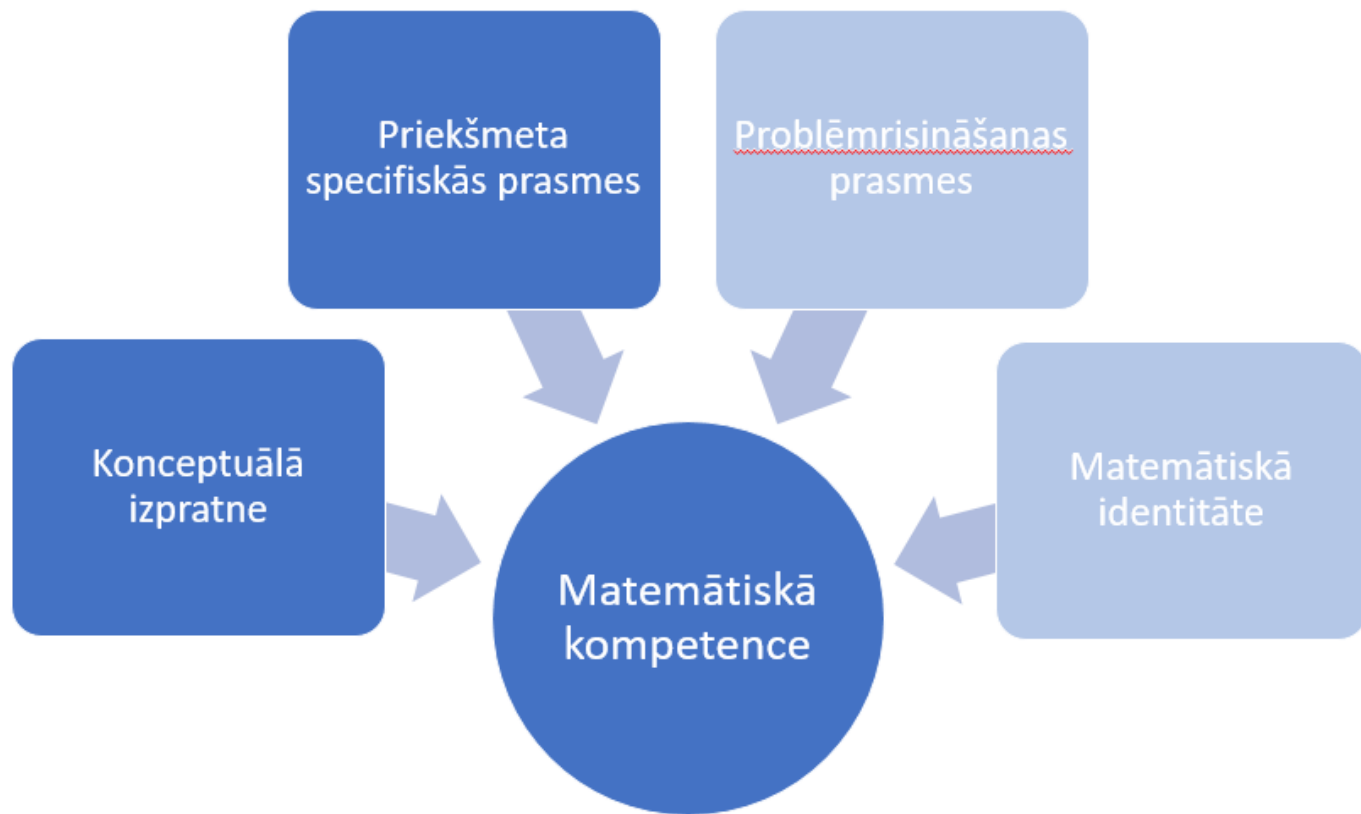 Priekšmeta
specifiskās prasmes
Problēmrisināšanas
prasmes
Konceptuālā
izpratne
Matemātiskā
identitāte
Matemātiskā
kompetence